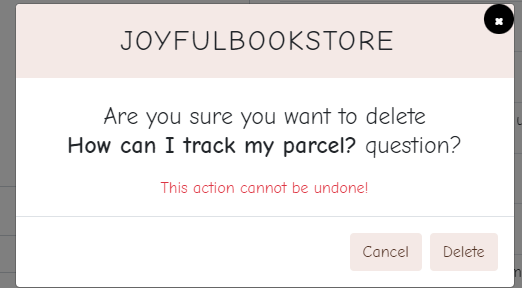 JOYFULBOOKSTORE
Are you sure you want to delete
How can I track my parcel? question?
This action cannot be undone!
Cancel Delete